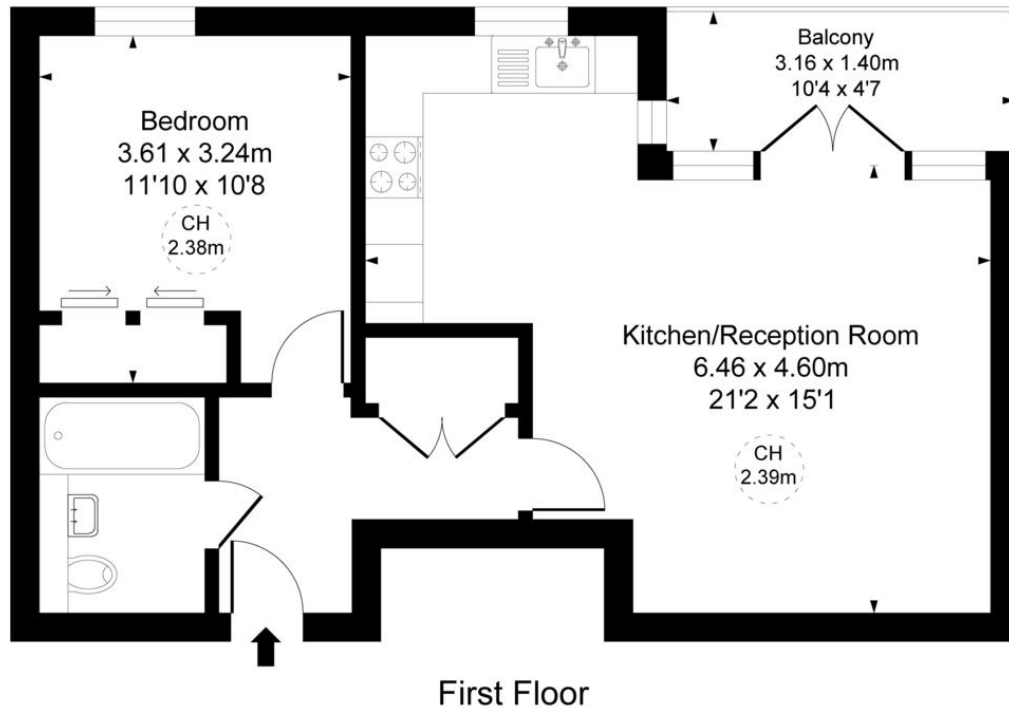 Balcony
3.16 x 1.40m
10'4 x 4'7
Bedroom
3.61 x 3.24m
11'10 x 10'8
CH
2.38m
Kitchen/Reception Room
6.46 x 4.60m
21'2 x 15'1
CH
2.39m
First Floor